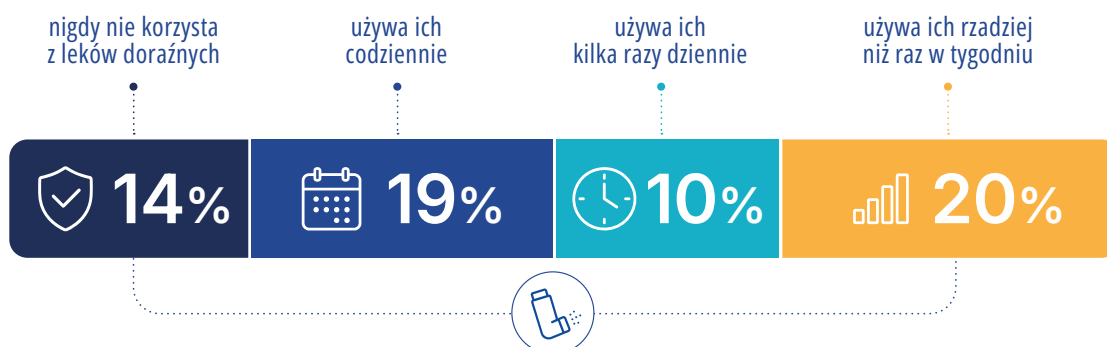 nigdy nie korzysta
z leków doraźnych
używa ich
codziennie
używa ich
kilka razy dziennie
używa ich rzadziej
niż raz w tygodniu
14%
19%
10%
20%